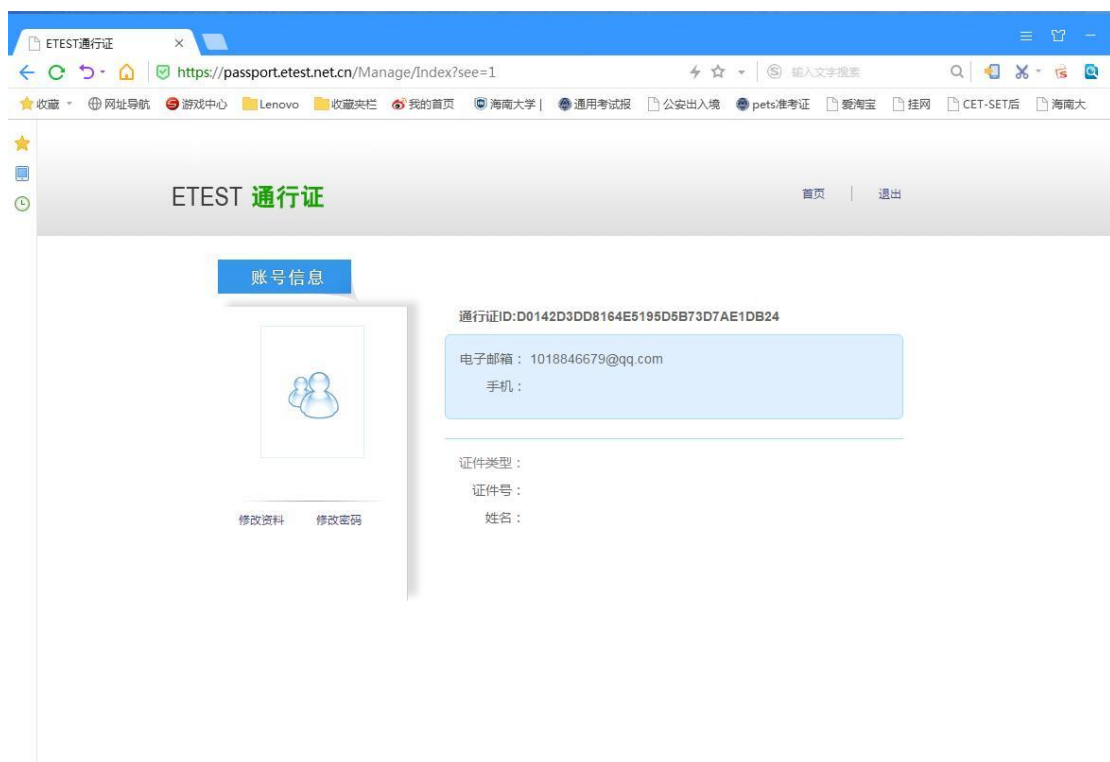 ETEST通行证
https://passport.etest.net.cn/Manage/Index?see=1 输入文字搜索
收藏 网址导航 游戏中心 Lenovo 收藏夹栏 我的首页 海南大学| 通用考试报 公安出入境 pets准考证 爱淘宝 挂网 CET-SET后 海南大
ETEST 通行证 首页 退出
账号信息
通行证ID:D0142D3DD8164E5195D5B73D7AE1DB24
电子邮箱： 1018846679@qq.com
手机：
证件类型：
证件号：
姓名：
修改资料 修改密码